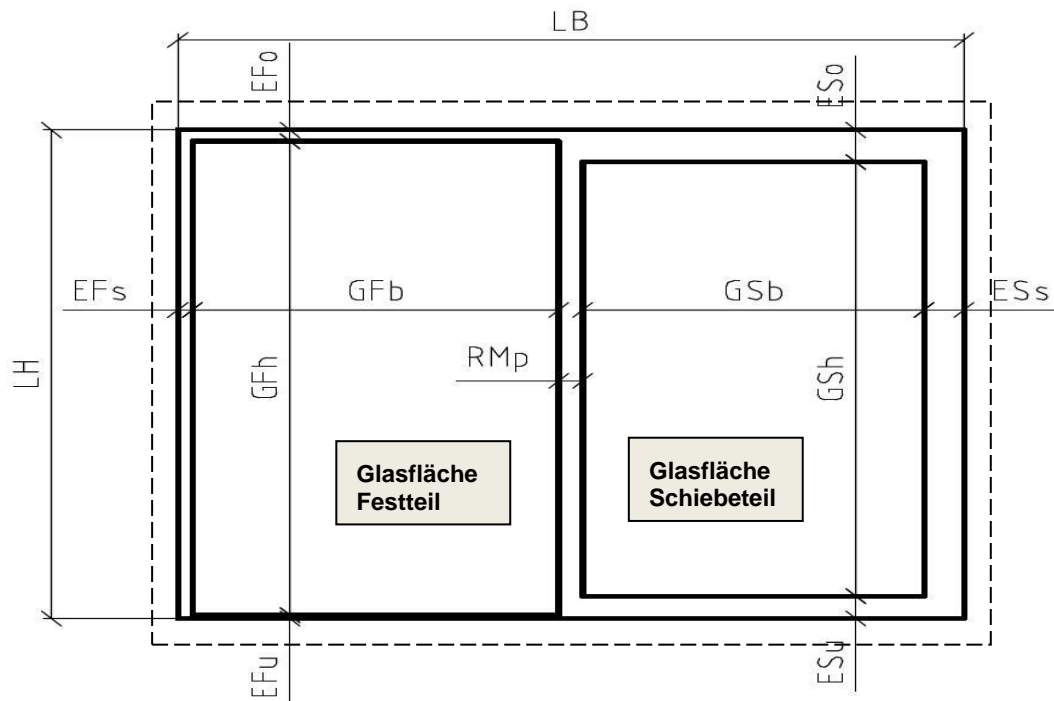 LB
EFo
ESo
EFs
GFb
GSb
ESs
RMp
LH
GFh
GSh
Glasfläche
Festteil
Glasfläche
Schiebeteil
EFu
ESu